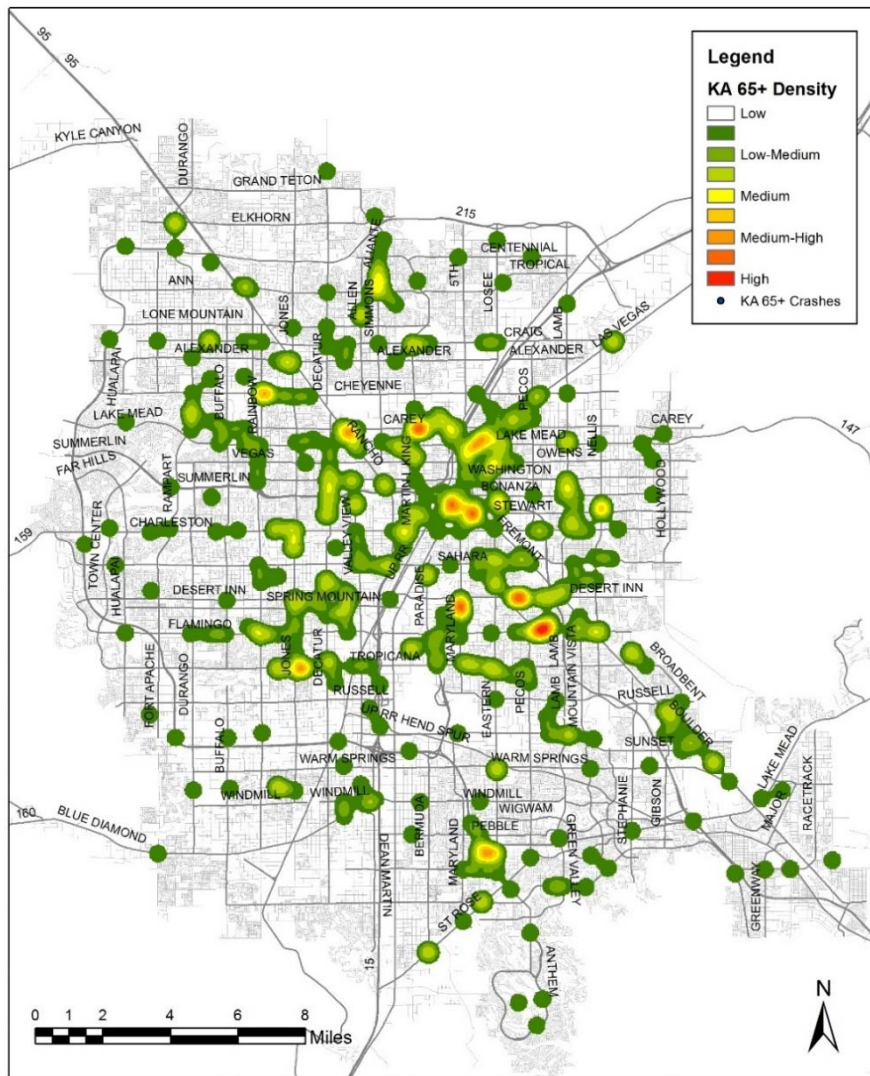 95
95
KYLE CANYON
DURANGO
GRAND TETON
ELKHORN
ALIANTE
215
CENTENNIAL
TROPICAL
ANN
5TH
LOSEE
LAMB
LAS VEGAS
LONE MOUNTAIN
JONES
ALLEN
SIMMONS
CRAIG
ALEXANDER
DECATUR
ALEXANDER
ALEXANDER
HUALAPAI
BUFFALO
RAINBOW
CHEYENNE
PECOS
LAKE MEAD
CAREY
CAREY
147
SUMMERLIN
VEGAS
RANCHO
LAKE MEAD
OWENS
NELLIS
FAR HILLS
RAMPART
SUMMERLIN
MARTIN L KING
WASHINGTON
BONANZA
STEWART
HOLLYWOOD
TOWN CENTER
CHARLESTON
VALLEY VIEW
FREMONT
159
UP RR
SAHARA
HUALAPAI
DESERT INN
SPRING MOUNTAIN
PARADISE
MARYLAND
DESERT INN
FLAMINGO
JONES
DECATUR
TROPICANA
LAMB
LAMB
MOUNTAIN VISTA
BROADBENT
FORT APACHE
DURANGO
RUSSELL
EASTERN
PECOS
RUSSELL
BOULDER
BUFFALO
UP RR HEND SPUR
SUNSET
WARM SPRINGS
WARM SPRINGS
LAKE MEAD
WINDMILL
WINDMILL
WINDMILL
WIGWAM
STEPHANIE
GIBSON
MAJOR
RACETRACK
160
BLUE DIAMOND
BERMUDA
PEBBLE
MARYLAND
GREEN VALLEY
DEAN MARTIN
GREENWAY
ST ROSE
15
ANTHEM
Legend
KA 65+ Density
Low
Low-Medium
Medium
Medium-High
High
KA 65+ Crashes
N
0 1 2 4 6 8
Miles